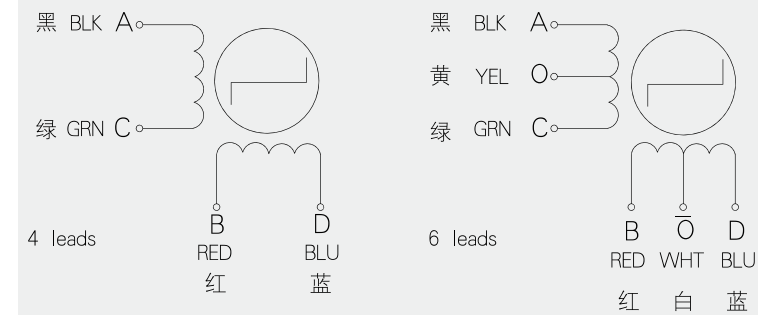 黑 BLK A
绿 GRN C
B D
RED BLU
红 蓝
4 leads
黑 BLK A
黄 YEL O
绿 GRN C
B O̅ D
RED WHT BLU
红 白 蓝
6 leads